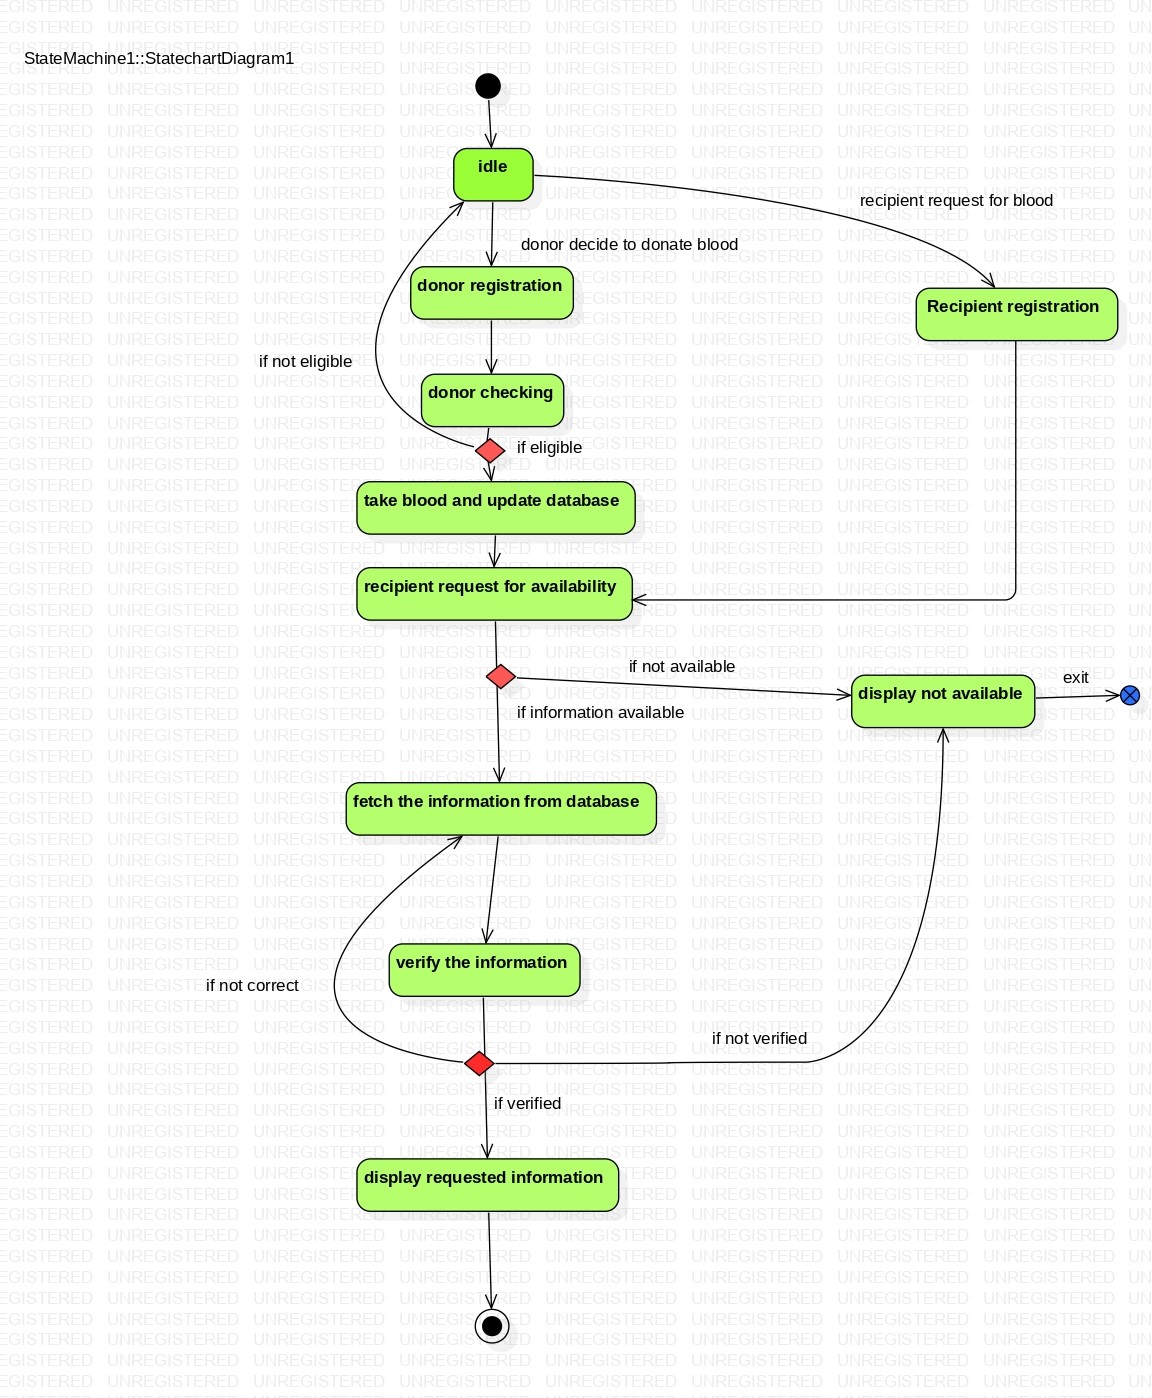 StateMachine1::StatechartDiagram1
idle
recipient request for blood
donor decide to donate blood
donor registration
Recipient registration
if not eligible
donor checking
if eligible
take blood and update database
recipient request for availability
if not available
exit
display not available
if information available
fetch the information from database
verify the information
if not correct
if not verified
if verified
display requested information